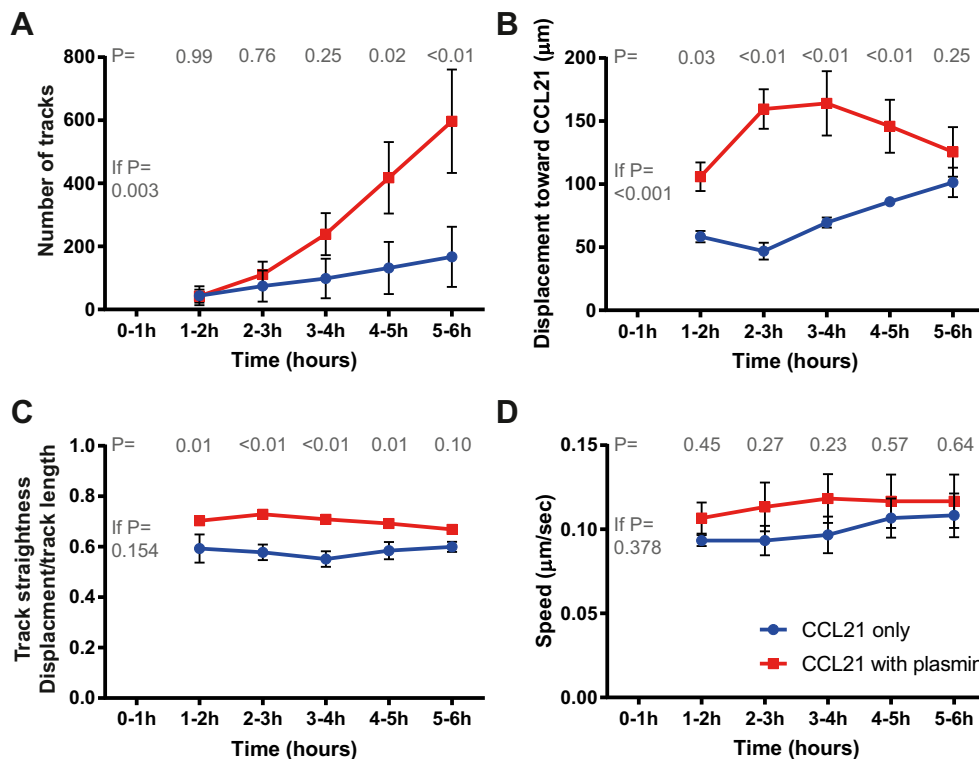 A
P= 0.99 0.76 0.25 0.02 <0.01
If P=
0.003
Number of tracks
800
600
400
200
0
0-1h 1-2h 2-3h 3-4h 4-5h 5-6h
Time (hours)
B
P= 0.03 <0.01 <0.01 <0.01 0.25
If P=
<0.001
Displacement toward CCL21 (μm)
200
150
100
50
0
0-1h 1-2h 2-3h 3-4h 4-5h 5-6h
Time (hours)
C
P= 0.01 <0.01 <0.01 0.01 0.10
If P=
0.154
Track straightness
Displacment/track length
1.0
0.8
0.6
0.4
0.2
0.0
0-1h 1-2h 2-3h 3-4h 4-5h 5-6h
Time (hours)
D
P= 0.45 0.27 0.23 0.57 0.64
If P=
0.378
Speed (μm/sec)
0.15
0.10
0.05
0.00
CCL21 only
CCL21 with plasmin
0-1h 1-2h 2-3h 3-4h 4-5h 5-6h
Time (hours)